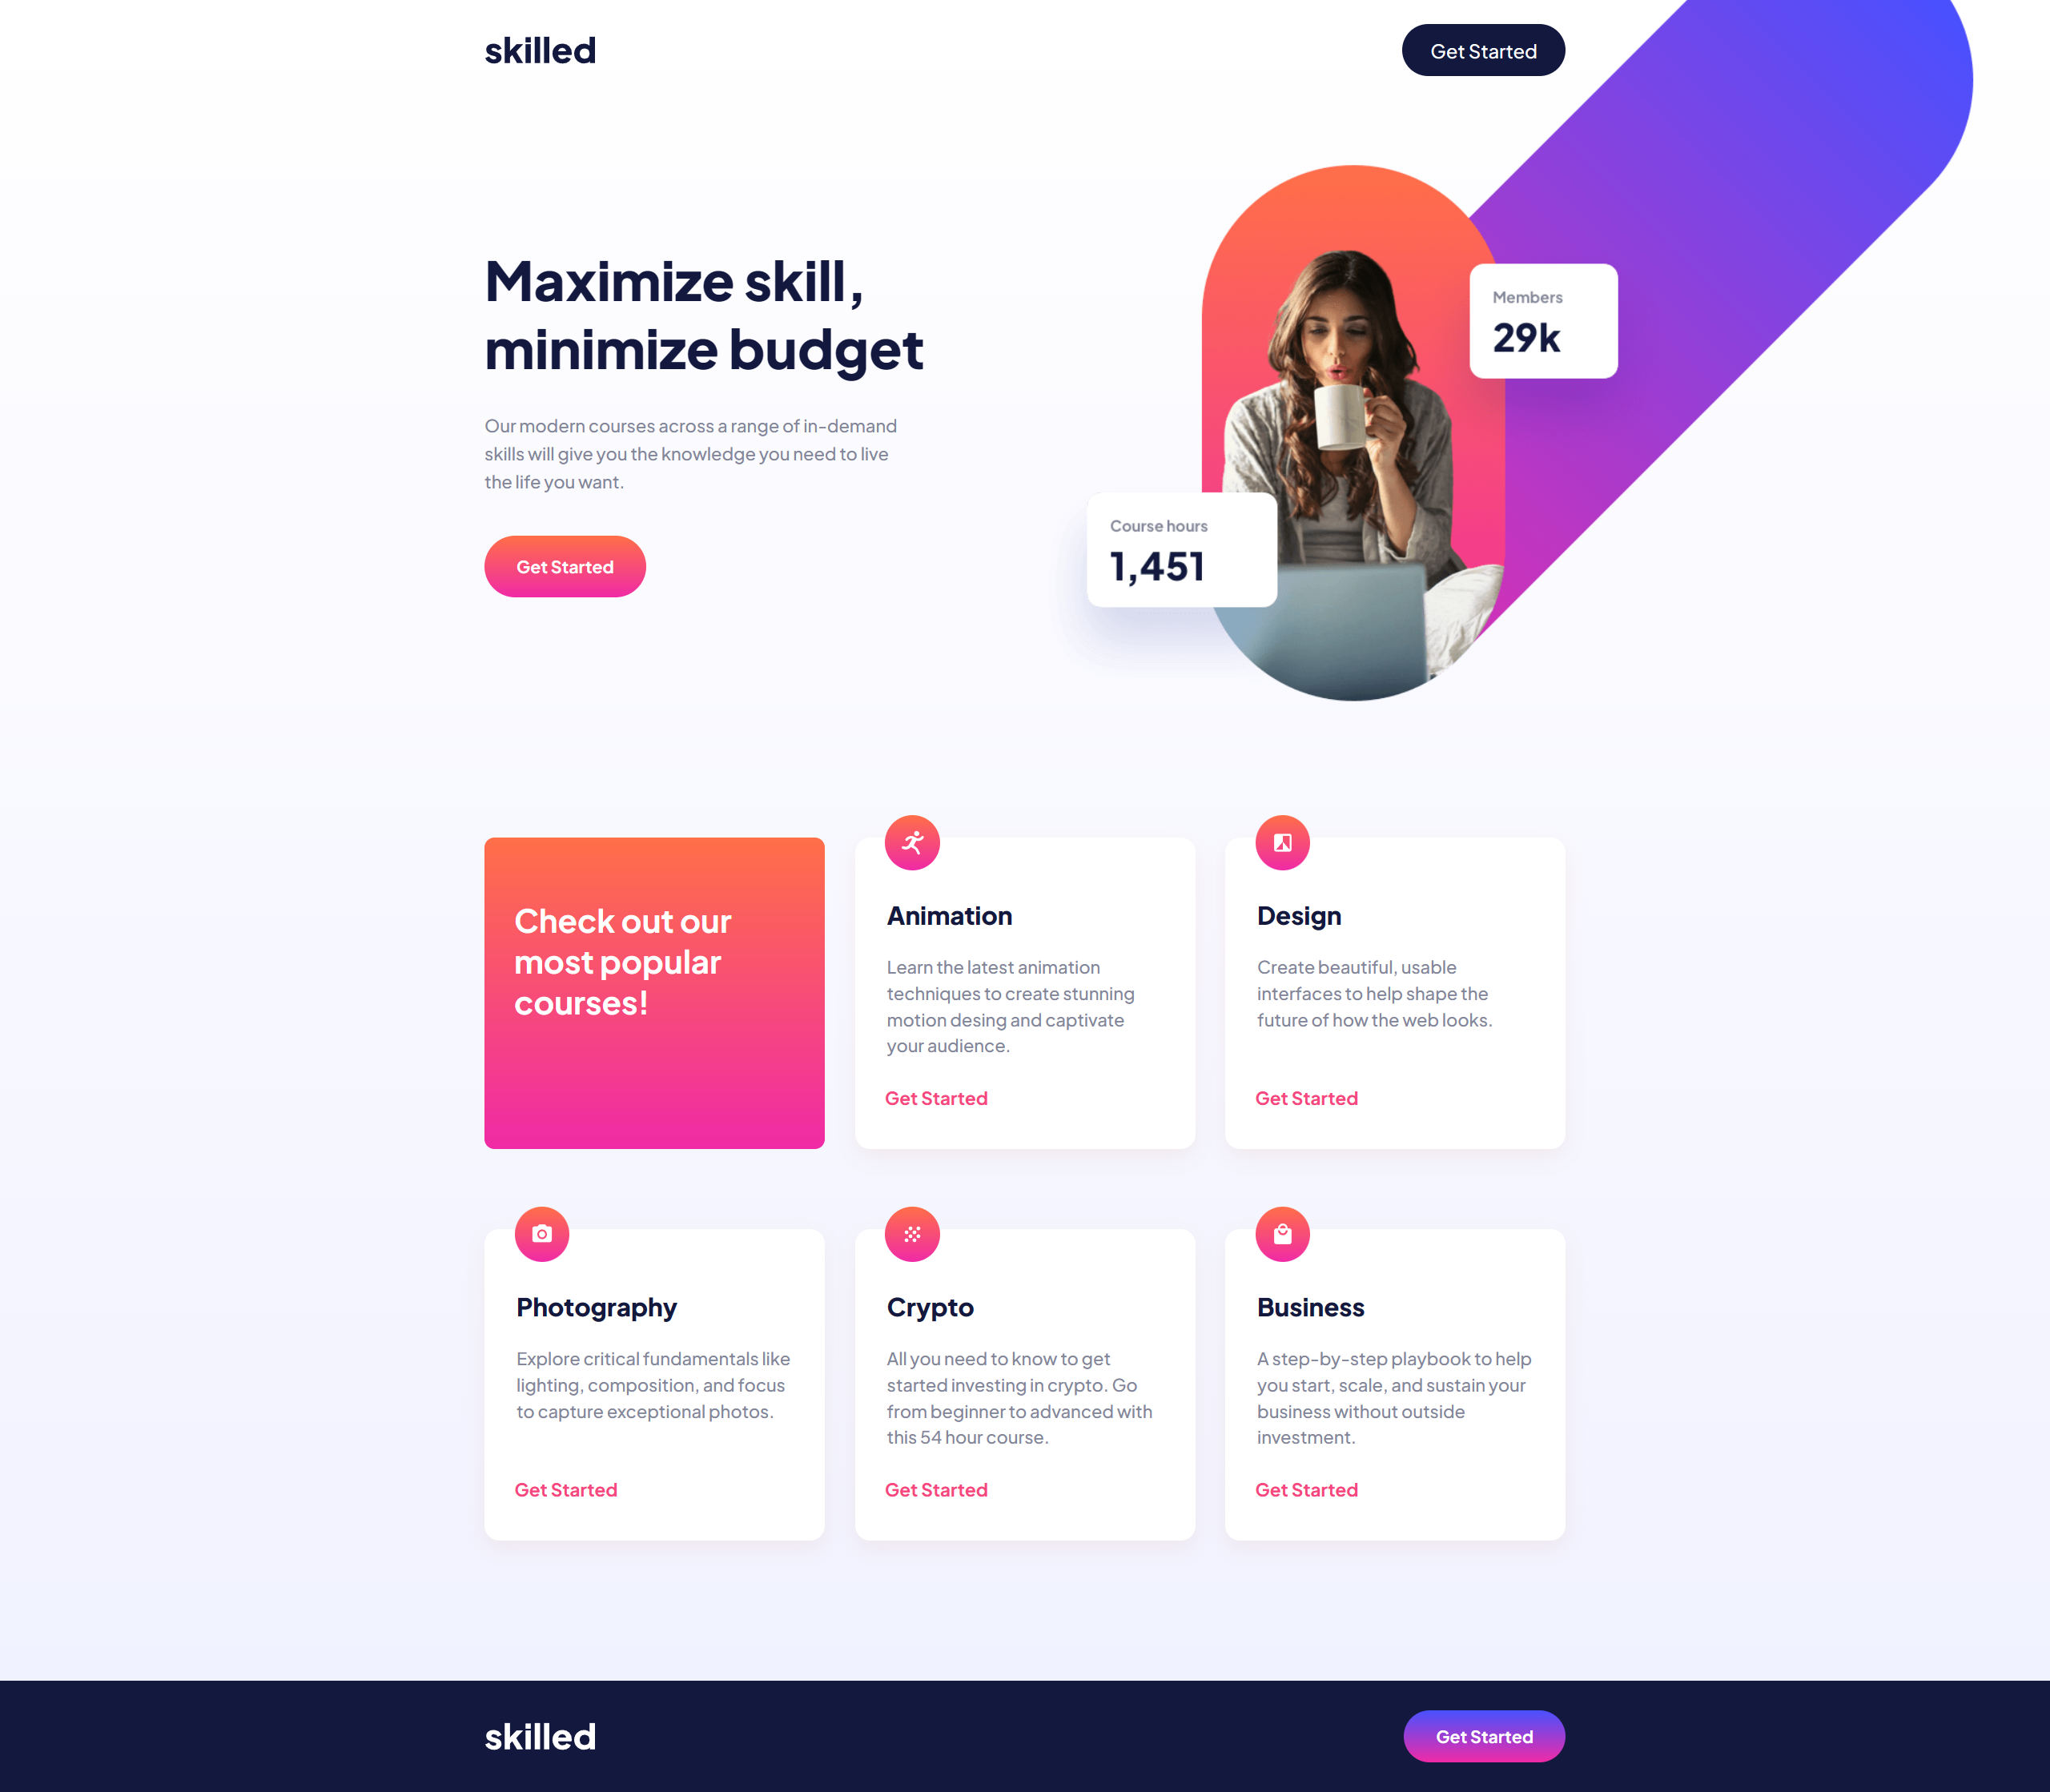 skilled
Get Started
Maximize skill,
minimize budget
Our modern courses across a range of in-demand
skills will give you the knowledge you need to live
the life you want.
Get Started
Members
29k
Course hours
1,451
Check out our
most popular
courses!
Animation
Learn the latest animation
techniques to create stunning
motion desing and captivate
your audience.
Get Started
Design
Create beautiful, usable
interfaces to help shape the
future of how the web looks.
Get Started
Photography
Explore critical fundamentals like
lighting, composition, and focus
to capture exceptional photos.
Get Started
Crypto
All you need to know to get
started investing in crypto. Go
from beginner to advanced with
this 54 hour course.
Get Started
Business
A step-by-step playbook to help
you start, scale, and sustain your
business without outside
investment.
Get Started
skilled
Get Started